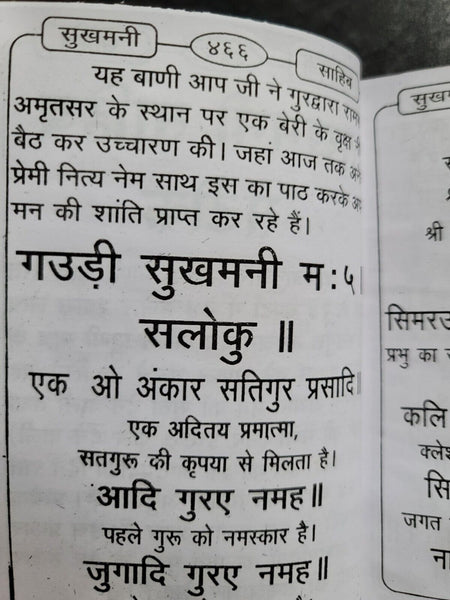 सुखमनी
४६६
साहिब
यह बाणी आप जी ने गुरद्वारा
अमृतसर के स्थान पर एक बेरी के वृक्ष
बैठ कर उच्चारण की। जहां आज तक
प्रेमी नित्य नेम साथ इस का पाठ करके
मन की शांति प्राप्त कर रहे हैं।
गउड़ी सुखमनी म : ५।
सलोकु ॥
एक ओ अंकार सतिगुर प्रसादि।
एक अदितय प्रमात्मा,
सतगुरू की कृपया से मिलता है।
आदि गुरए नमह॥
पहले गुरू को नमस्कार है।
जुगादि गुरए नमह॥
श्री
सिमरउ
प्रभु का
कलि
जगत